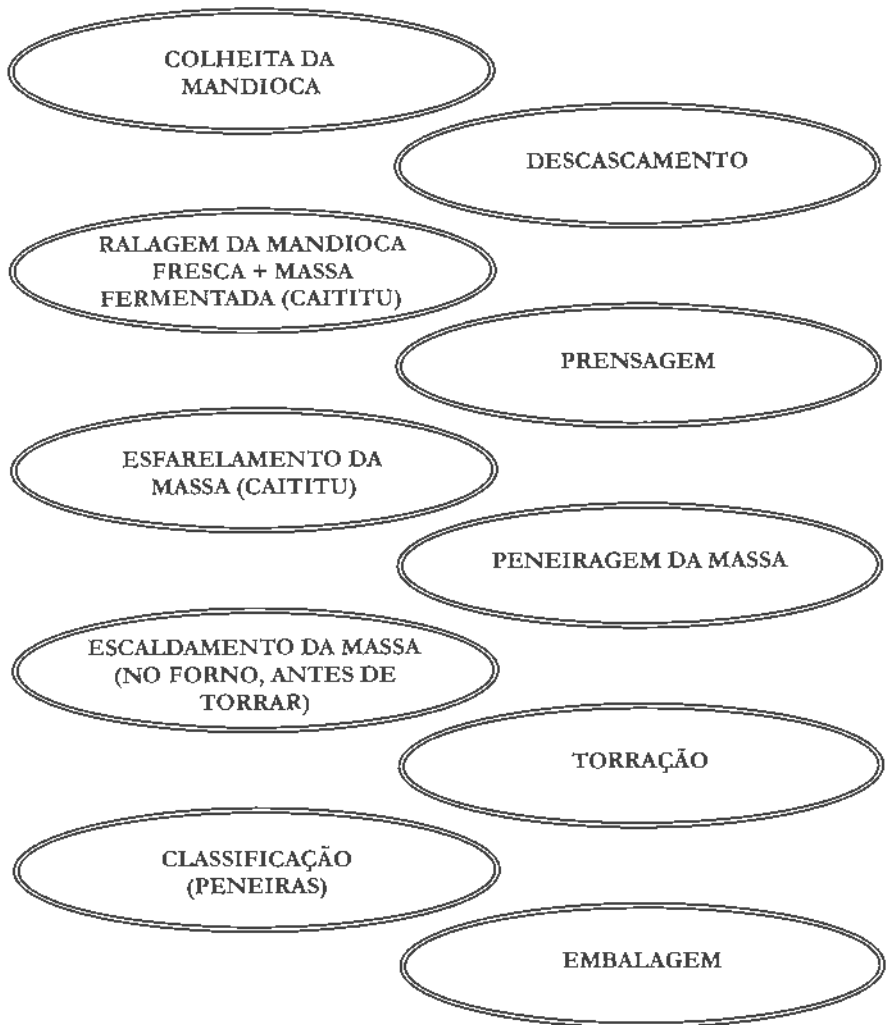 COLHEITA DA
MANDIOCA
DESCASCAMENTO
RALAGEM DA MANDIOCA
FRESCA + MASSA
FERMENTADA (CAITITU)
PRENSAGEM
ESFARELAMENTO DA
MASSA (CAITITU)
PENEIRAGEM DA MASSA
ESCALDAMENTO DA MASSA
(NO FORNO, ANTES DE
TORRAR)
TORRAÇÃO
CLASSIFICAÇÃO
(PENEIRAS)
EMBALAGEM